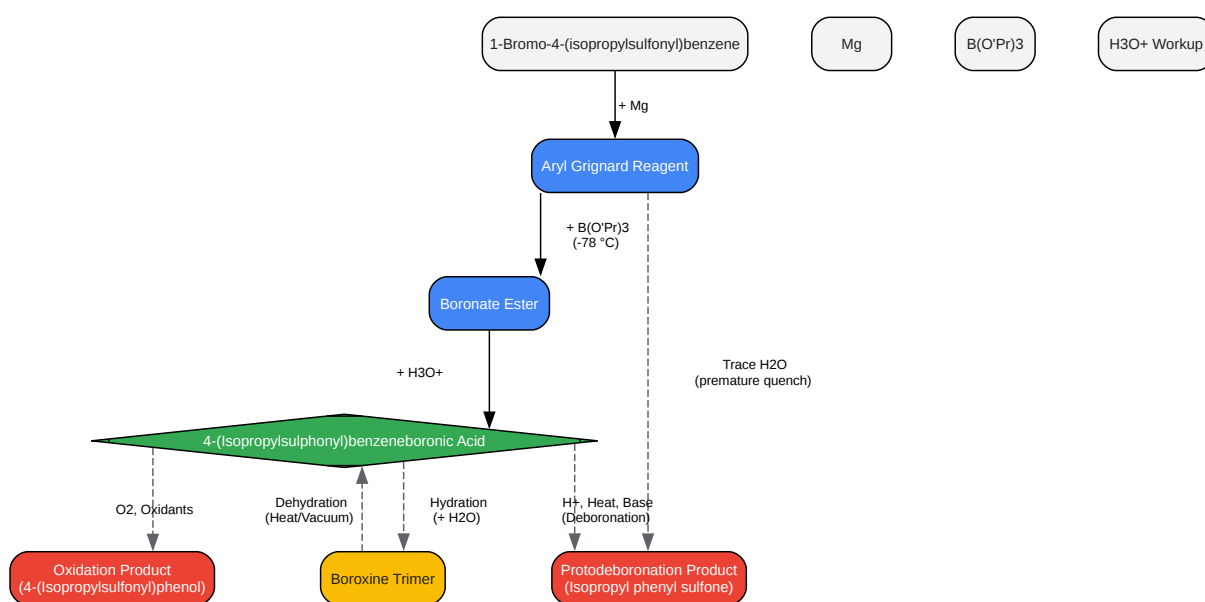 1-Bromo-4-(isopropylsulfonyl)benzene
Mg
B(O'Pr)3
H3O+ Workup
+ Mg
Aryl Grignard Reagent
+ B(O'Pr)3
(-78 °C)
Boronate Ester
+ H3O+
Trace H2O
(premature quench)
4-(Isopropylsulphonyl)benzeneboronic Acid
O2, Oxidants
Dehydration
(Heat/Vacuum)
Hydration
(+ H2O)
H+, Heat, Base
(Deboronation)
Oxidation Product
(4-(Isopropylsulfonyl)phenol)
Boroxine Trimer
Protodeboronation Product
(Isopropyl phenyl sulfone)